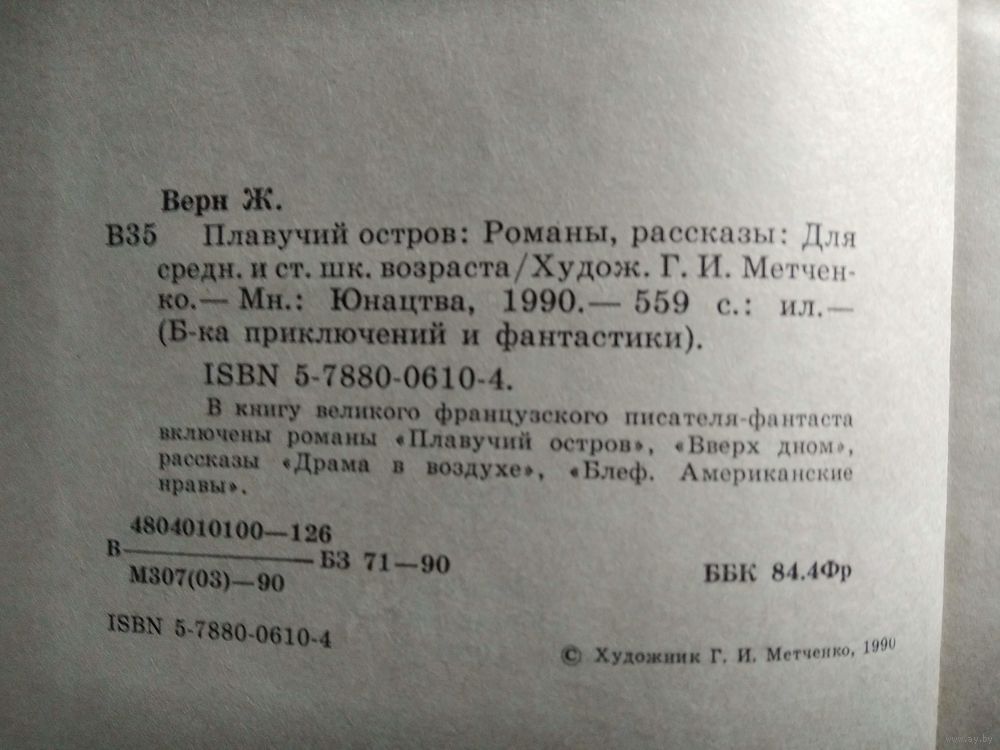 Верн Ж.
В35 Плавучий остров: Романы, рассказы: Для
средн. и ст. шк. возраста/Худож. Г. И. Метчен-
ко.— Мн.: Юнацтва, 1990.— 559 с.: ил.—
(Б-ка приключений и фантастики).
ISBN 5-7880-0610-4.
В книгу великого французского писателя-фантаста
включены романы «Плавучий остров», «Вверх дном»,
рассказы «Драма в воздухе», «Блеф. Американские
нравы».
4804010100—126
В БЗ 71—90
М307(03)—90
ББК 84.4Фр
ISBN 5-7880-0610-4
© Художник Г. И. Метченко, 1990
www.ay.by